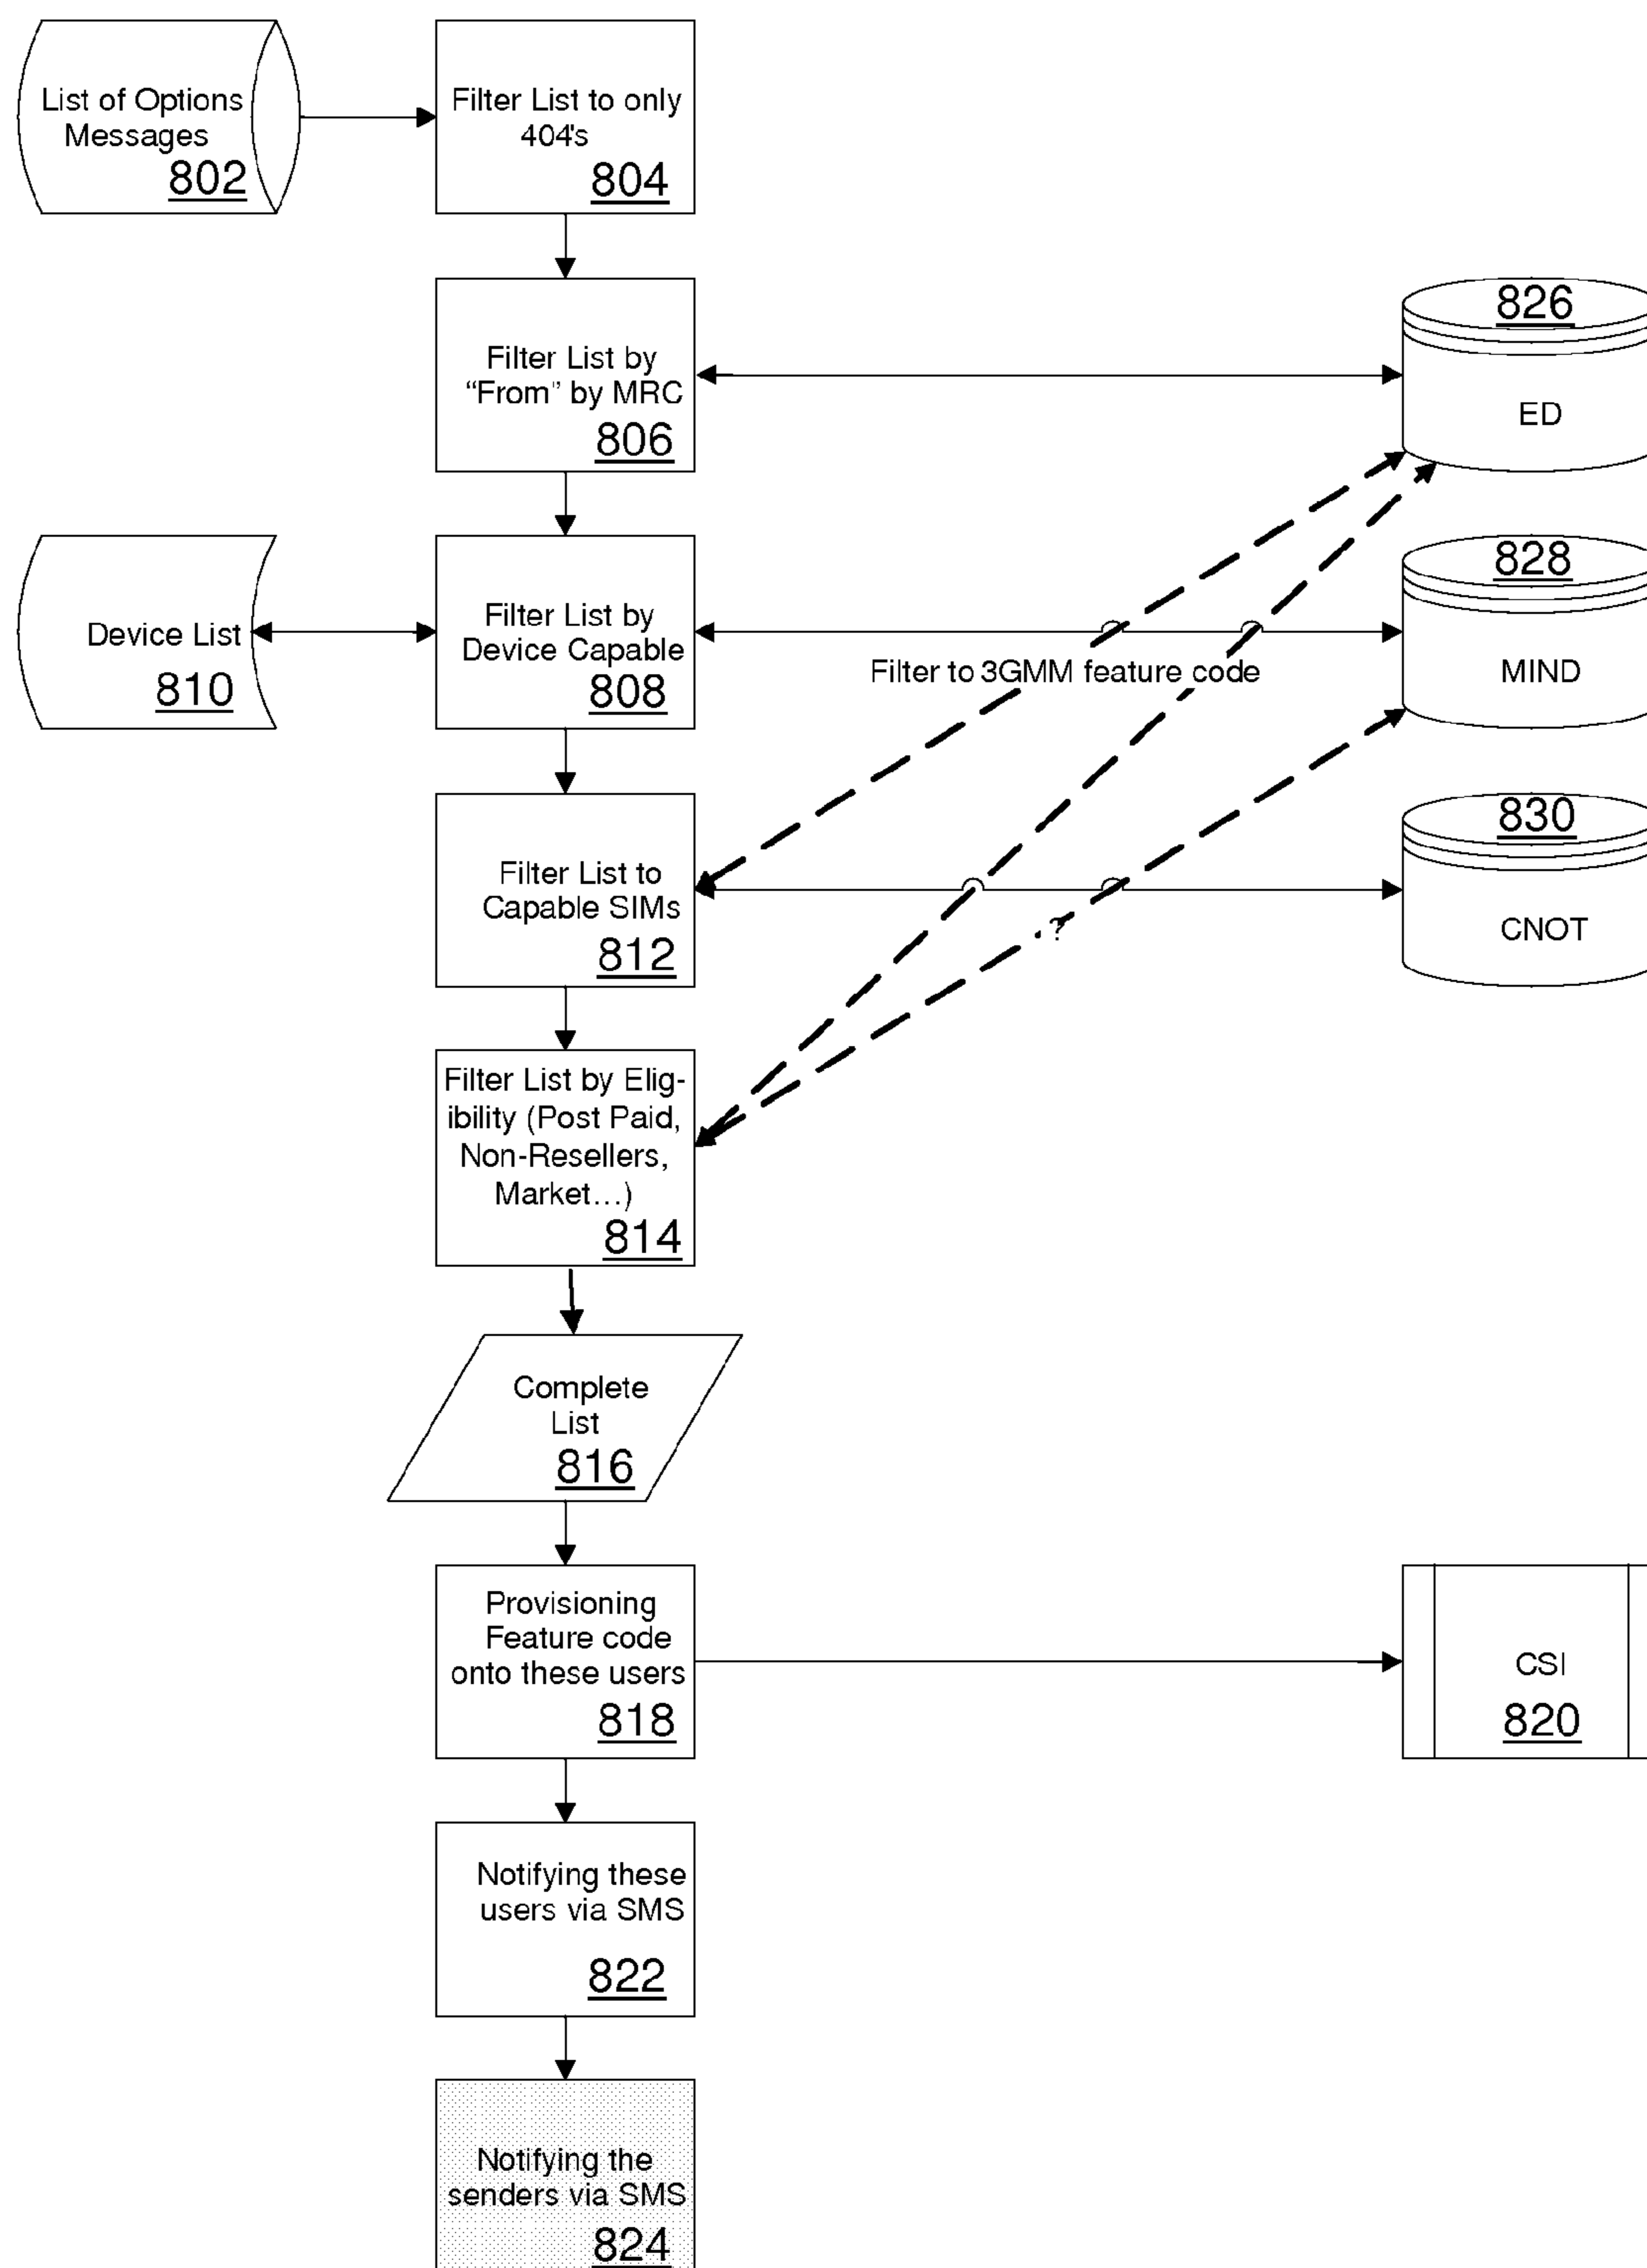 List of Options
Messages
802
Filter List to only
404's
804
Filter List by
“From” by MRC
806
826
ED
Device List
810
Filter List by
Device Capable
808
Filter to 3GMM feature code
828
MIND
Filter List to
Capable SIMs
812
?
830
CNOT
Filter List by Elig-
ibility (Post Paid,
Non-Resellers,
Market...)
814
Complete
List
816
Provisioning
Feature code
onto these users
818
CSI
820
Notifying these
users via SMS
822
Notifying the
senders via SMS
824